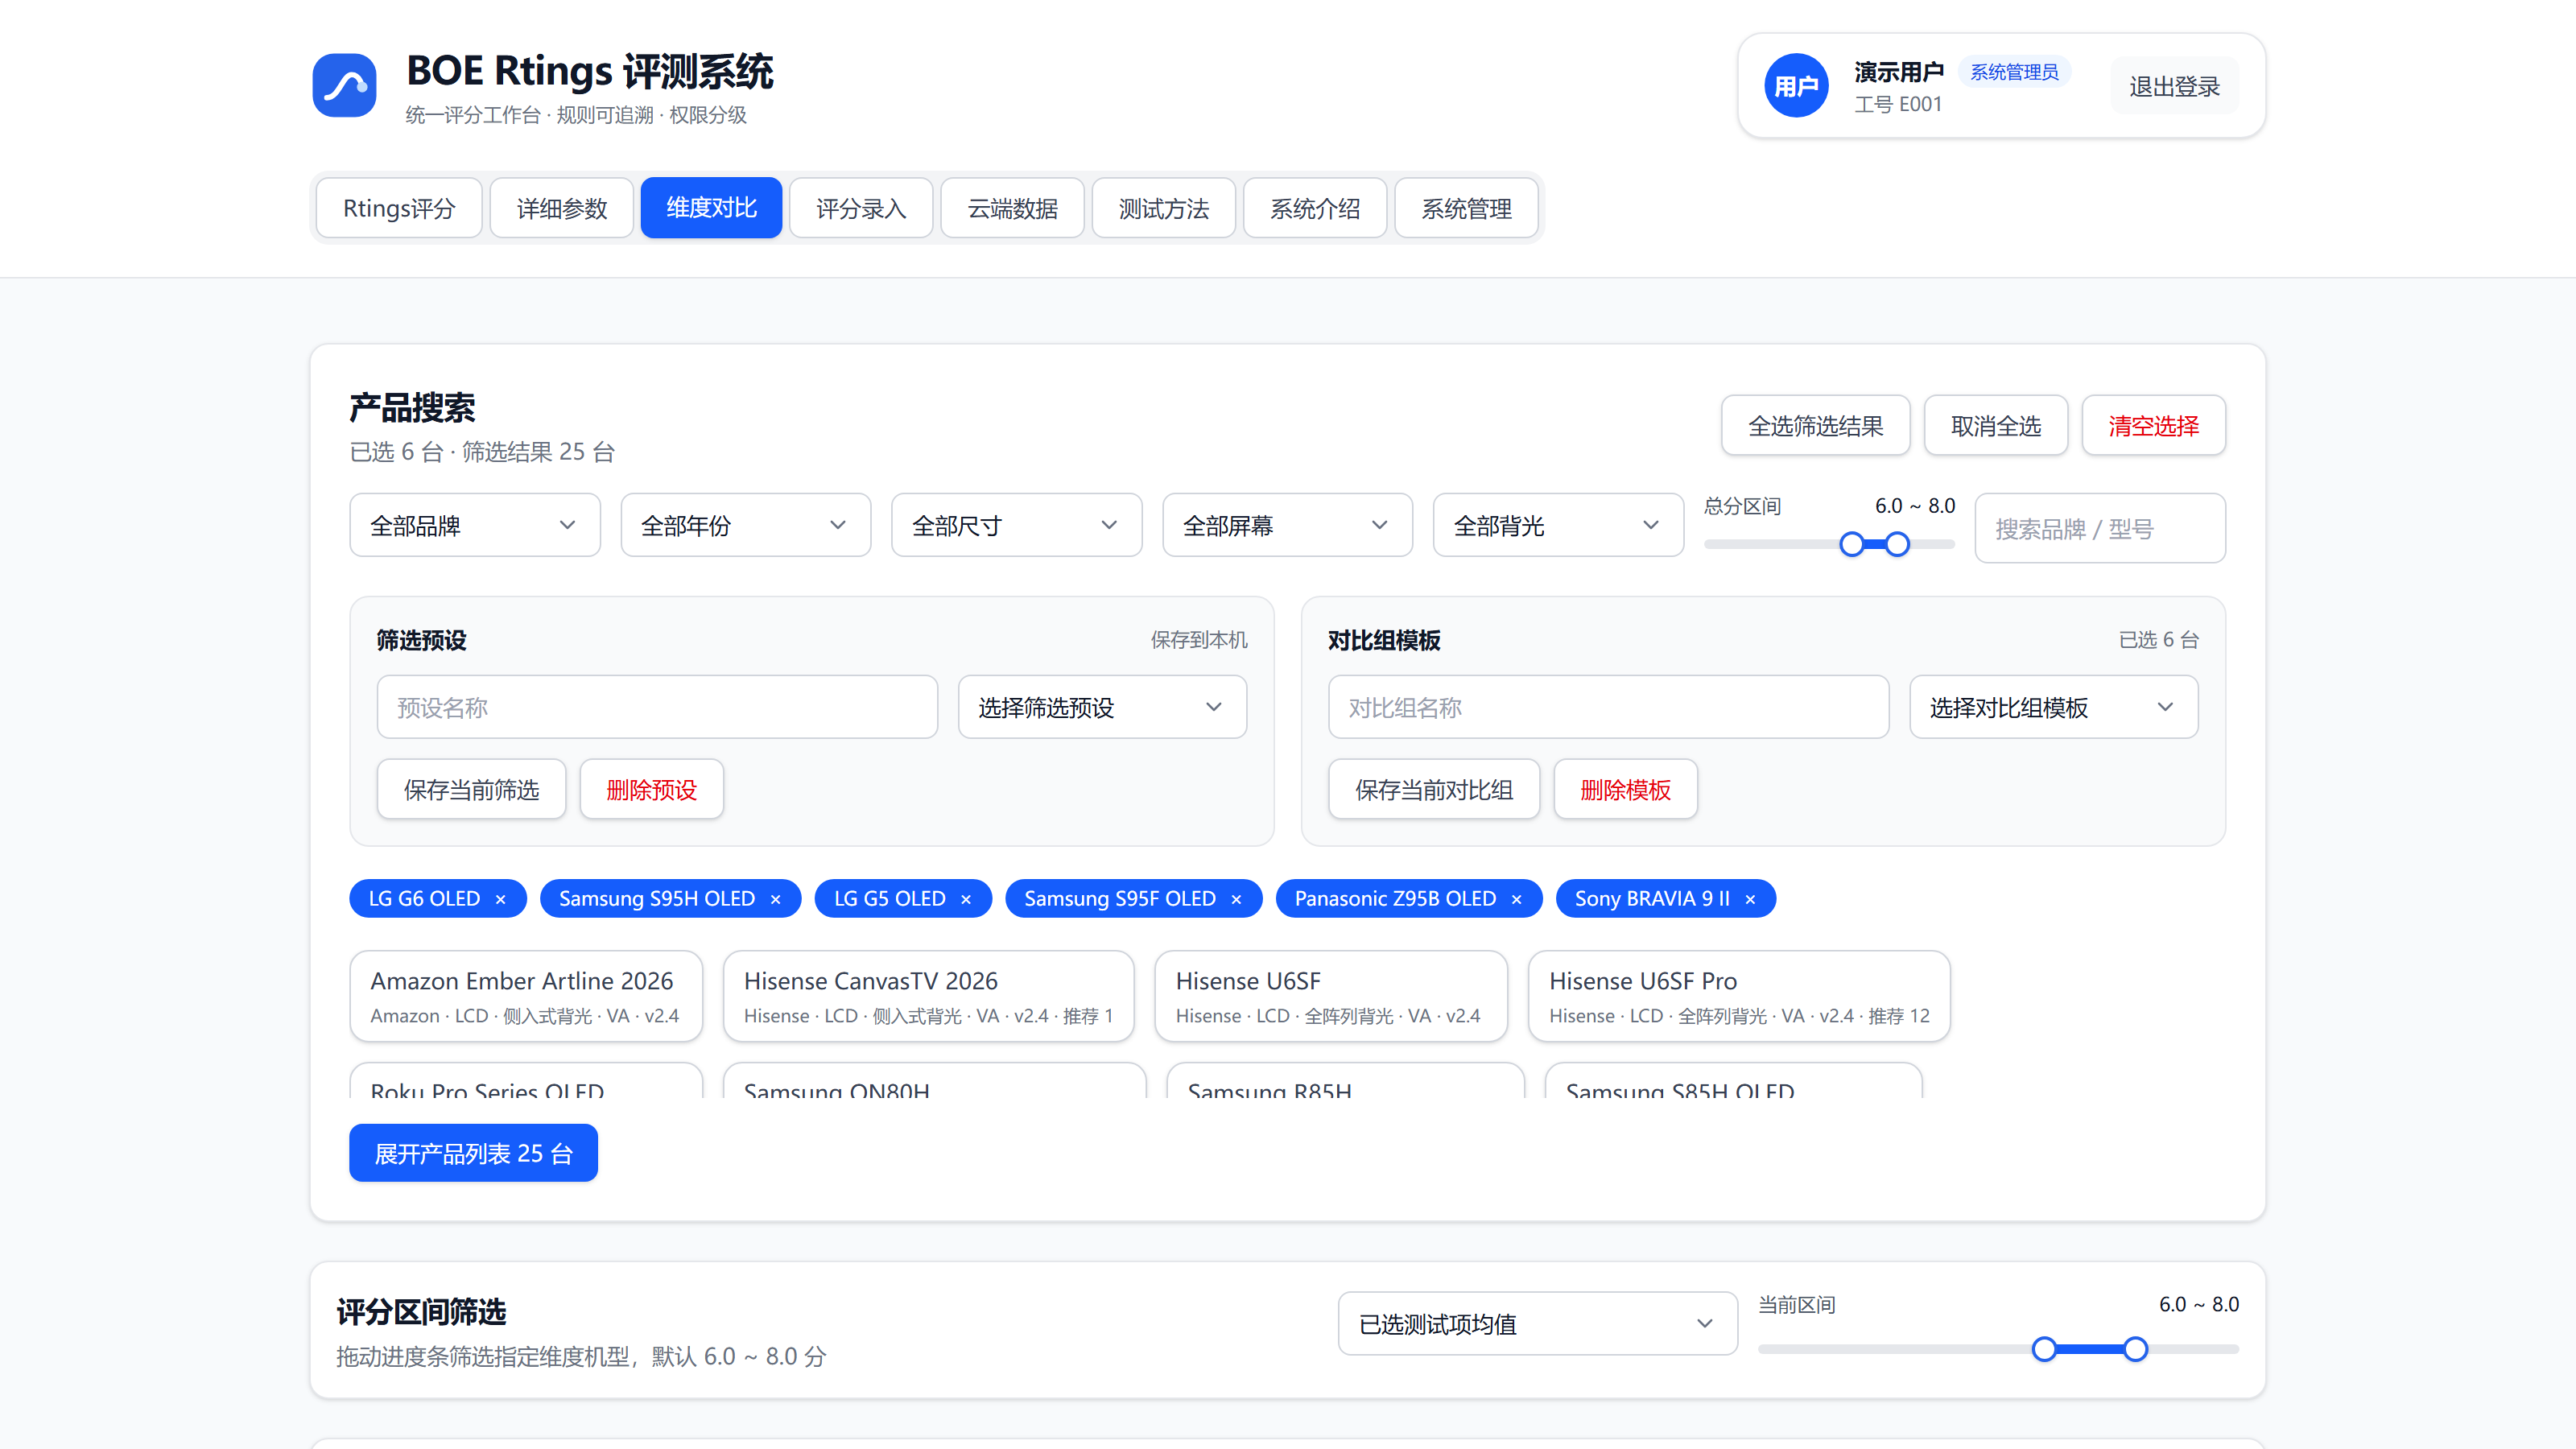 BOE Rtings 评测系统
统一评分工作台 · 规则可追溯 · 权限分级
用户
演示用户 系统管理员
工号 E001
退出登录
Rtings评分 详细参数 维度对比 评分录入 云端数据 测试方法 系统介绍 系统管理
产品搜索
已选 6 台 · 筛选结果 25 台
全选筛选结果 取消全选 清空选择
全部品牌 全部年份 全部尺寸 全部屏幕 全部背光 总分区间 6.0 ~ 8.0 搜索品牌 / 型号
筛选预设 保存到本机
预设名称 选择筛选预设
保存当前筛选 删除预设
对比组模板 已选 6 台
对比组名称 选择对比组模板
保存当前对比组 删除模板
LG G6 OLED × Samsung S95H OLED × LG G5 OLED × Samsung S95F OLED × Panasonic Z95B OLED × Sony BRAVIA 9 II ×
Amazon Ember Artline 2026
Amazon · LCD · 侧入式背光 · VA · v2.4
Hisense CanvasTV 2026
Hisense · LCD · 侧入式背光 · VA · v2.4 · 推荐 1
Hisense U6SF
Hisense · LCD · 全阵列背光 · VA · v2.4
Hisense U6SF Pro
Hisense · LCD · 全阵列背光 · VA · v2.4 · 推荐 12
Roku Pro Series OLED Samsung QN80H Samsung R85H Samsung S85H OLED
展开产品列表 25 台
评分区间筛选
拖动进度条筛选指定维度机型，默认 6.0 ~ 8.0 分
已选测试项均值
当前区间 6.0 ~ 8.0